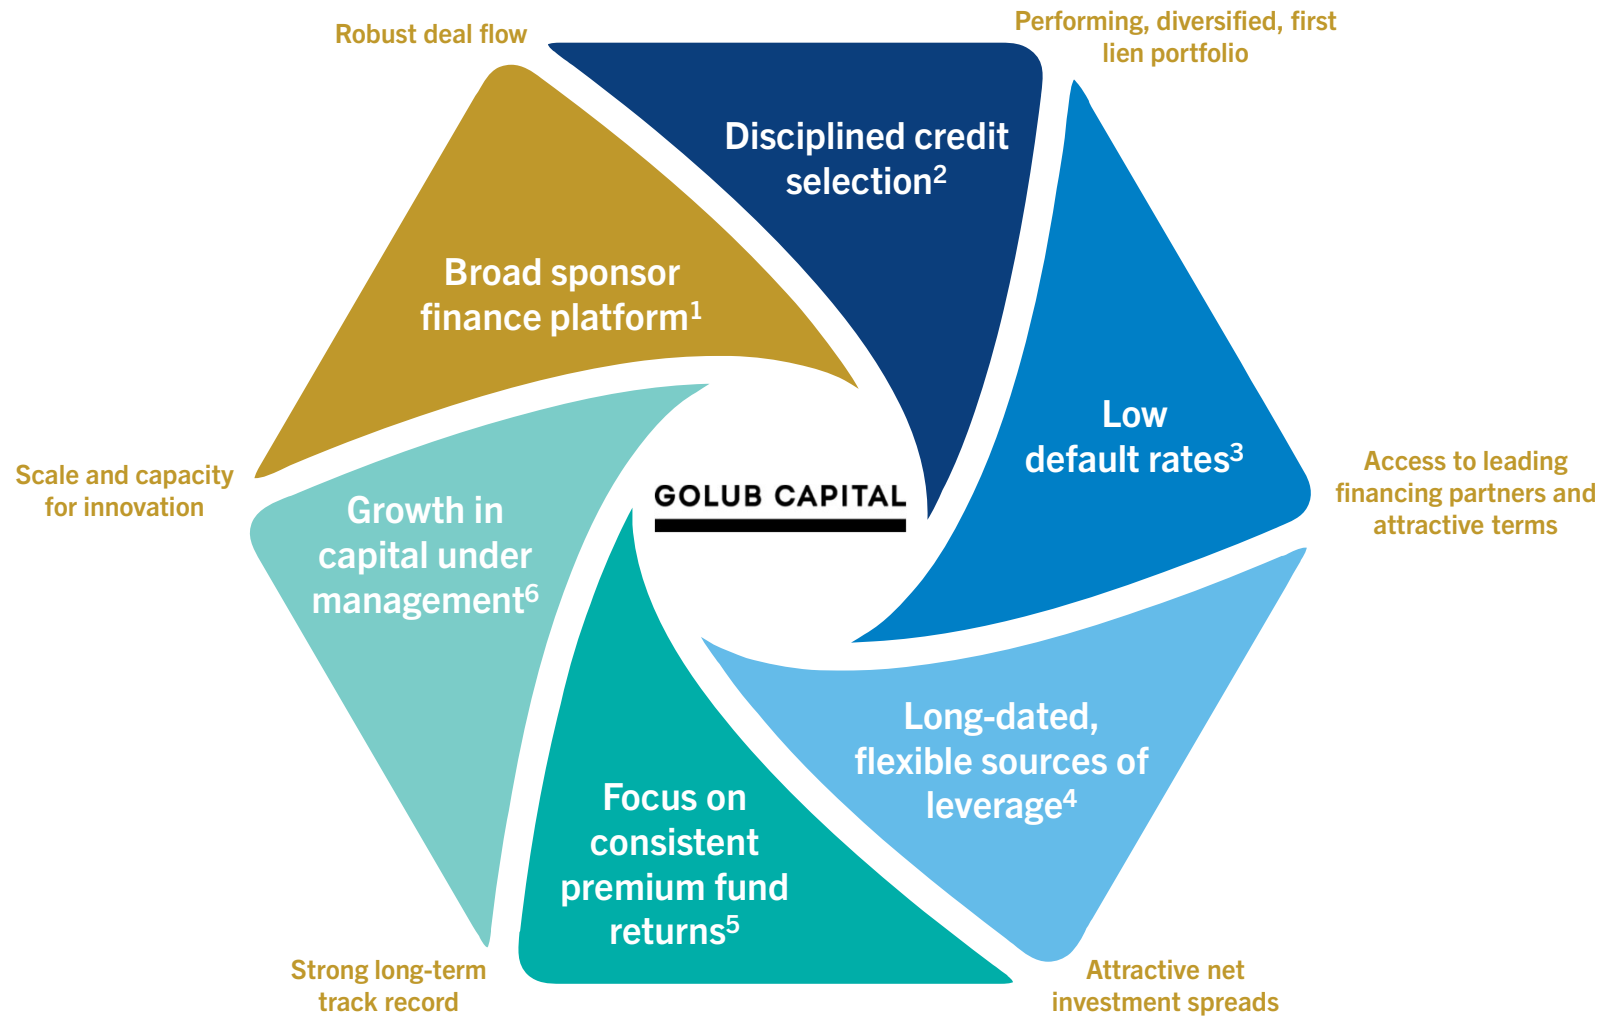 Robust deal flow
Performing, diversified, first
lien portfolio
Disciplined credit
selection²
Broad sponsor
finance platform¹
Low
default rates³
Scale and capacity
for innovation
Access to leading
financing partners and
attractive terms
GOLUB CAPITAL
Growth in
capital under
management⁶
Long-dated,
flexible sources of
leverage⁴
Focus on
consistent
premium fund
returns⁵
Strong long-term
track record
Attractive net
investment spreads